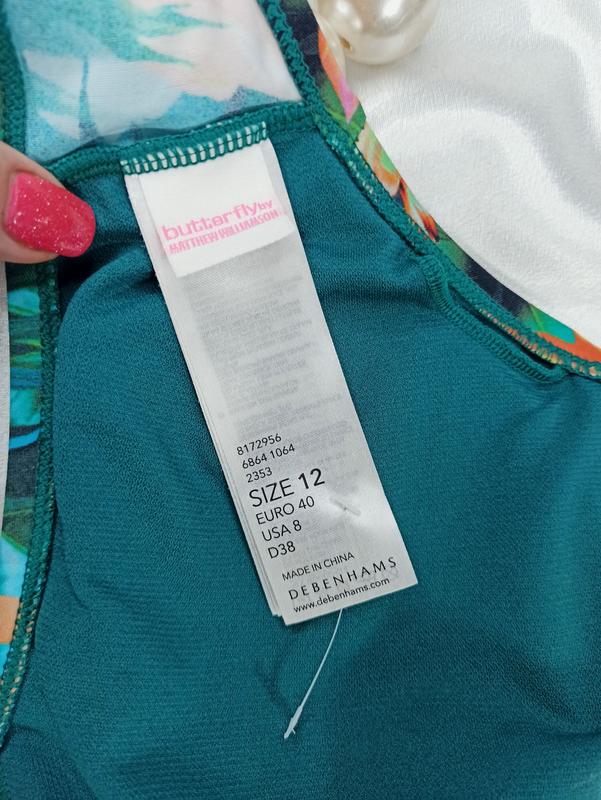 butterfly by
MATTHEW WILLIAMSON
8172956
6864 1064
2353
SIZE 12
EURO 40
USA 8
D38
MADE IN CHINA
DEBENHAMS
www.debenhams.com